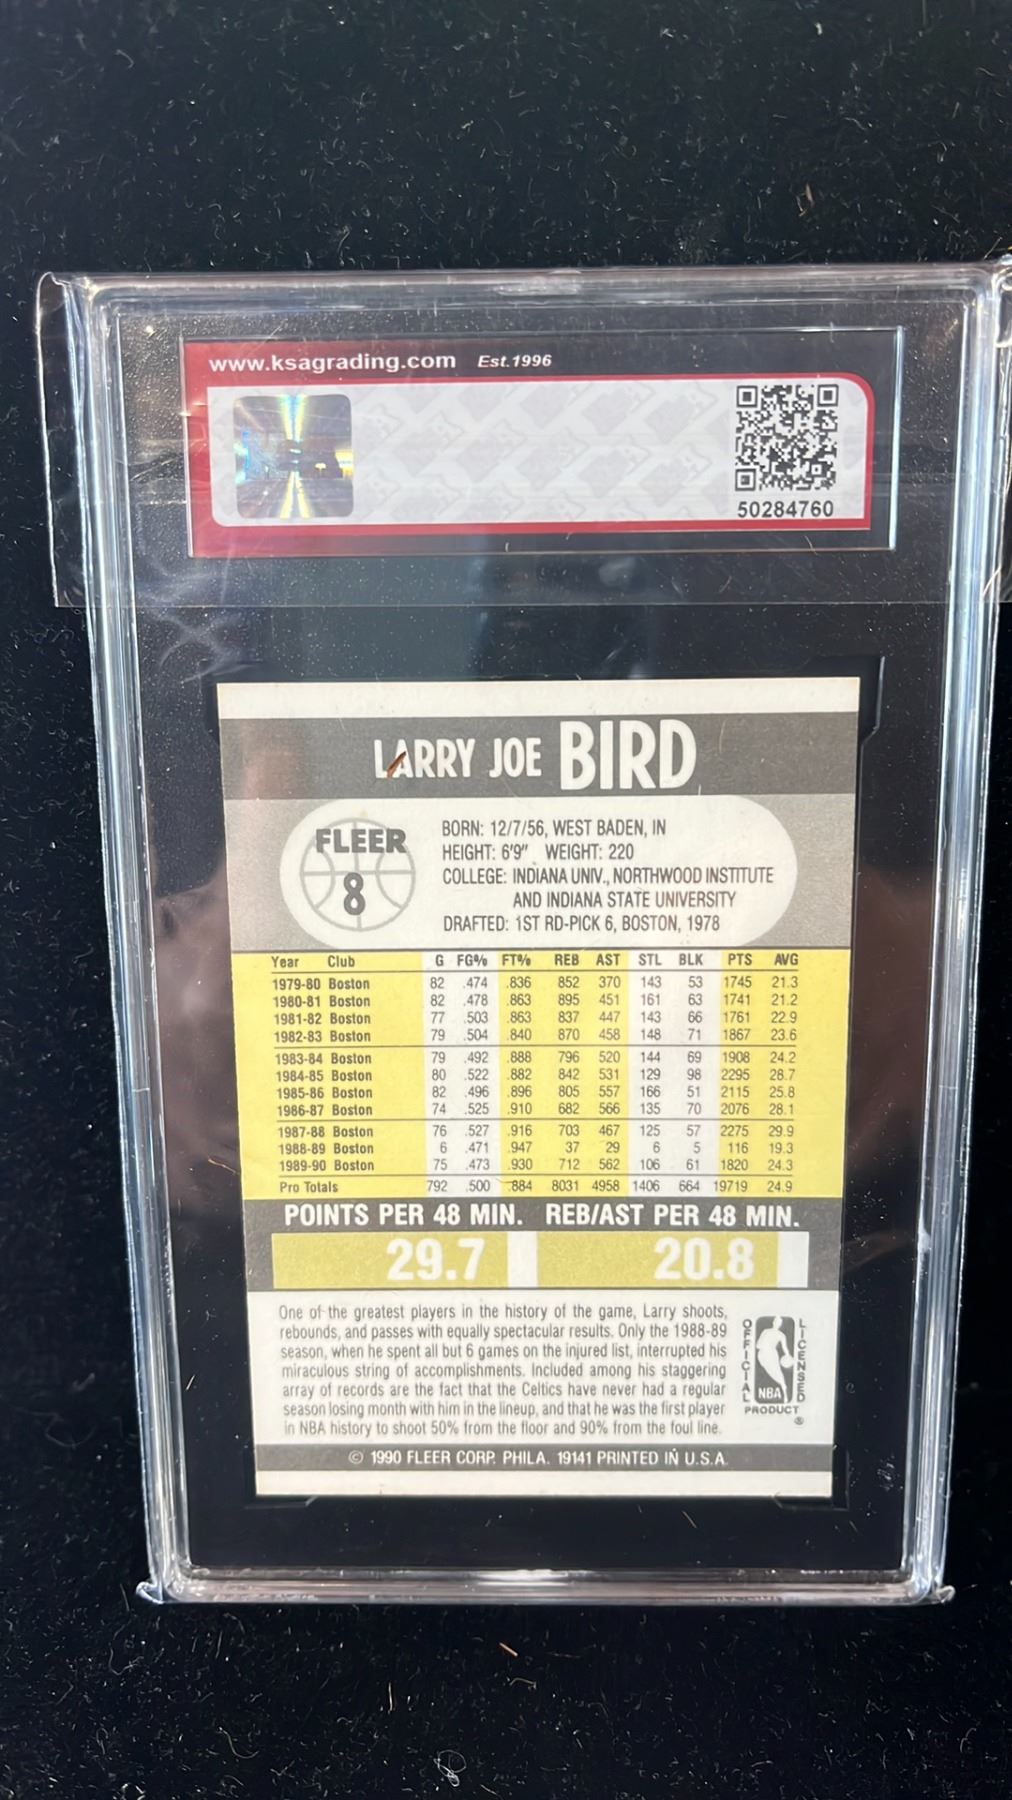 www.ksagrading.com Est.1996
50284760
LARRY JOE BIRD
FLEER
8
BORN: 12/7/56, WEST BADEN, IN
HEIGHT: 6'9" WEIGHT: 220
COLLEGE: INDIANA UNIV., NORTHWOOD INSTITUTE
AND INDIANA STATE UNIVERSITY
DRAFTED: 1ST RD-PICK 6, BOSTON, 1978
Year Club G FG% FT% REB AST STL BLK PTS AVG
1979-80 Boston 82 .474 .836 852 370 143 53 1745 21.3
1980-81 Boston 82 .478 .863 895 451 161 63 1741 21.2
1981-82 Boston 77 .503 .863 837 447 143 66 1761 22.9
1982-83 Boston 79 .504 .840 870 458 148 71 1867 23.6
1983-84 Boston 79 .492 .888 796 520 144 69 1908 24.2
1984-85 Boston 80 .522 .882 842 531 129 98 2295 28.7
1985-86 Boston 82 .496 .896 805 557 166 51 2115 25.8
1986-87 Boston 74 .525 .910 682 566 135 70 2076 28.1
1987-88 Boston 76 .527 .916 703 467 125 57 2275 29.9
1988-89 Boston 6 .471 .947 37 29 6 5 116 19.3
1989-90 Boston 75 .473 .930 712 562 106 61 1820 24.3
Pro Totals 792 .500 .884 8031 4958 1406 664 19719 24.9
POINTS PER 48 MIN. REB/AST PER 48 MIN.
29.7 20.8
One of the greatest players in the history of the game, Larry shoots,
rebounds, and passes with equally spectacular results. Only the 1988-89
season, when he spent all but 6 games on the injured list, interrupted his
miraculous string of accomplishments. Included among his staggering
array of records are the fact that the Celtics have never had a regular
season losing month with him in the lineup, and that he was the first player
in NBA history to shoot 50% from the floor and 90% from the foul line.
OFFICIAL LICENSED
NBA
PRODUCT
®
© 1990 FLEER CORP. PHILA. 19141 PRINTED IN U.S.A.